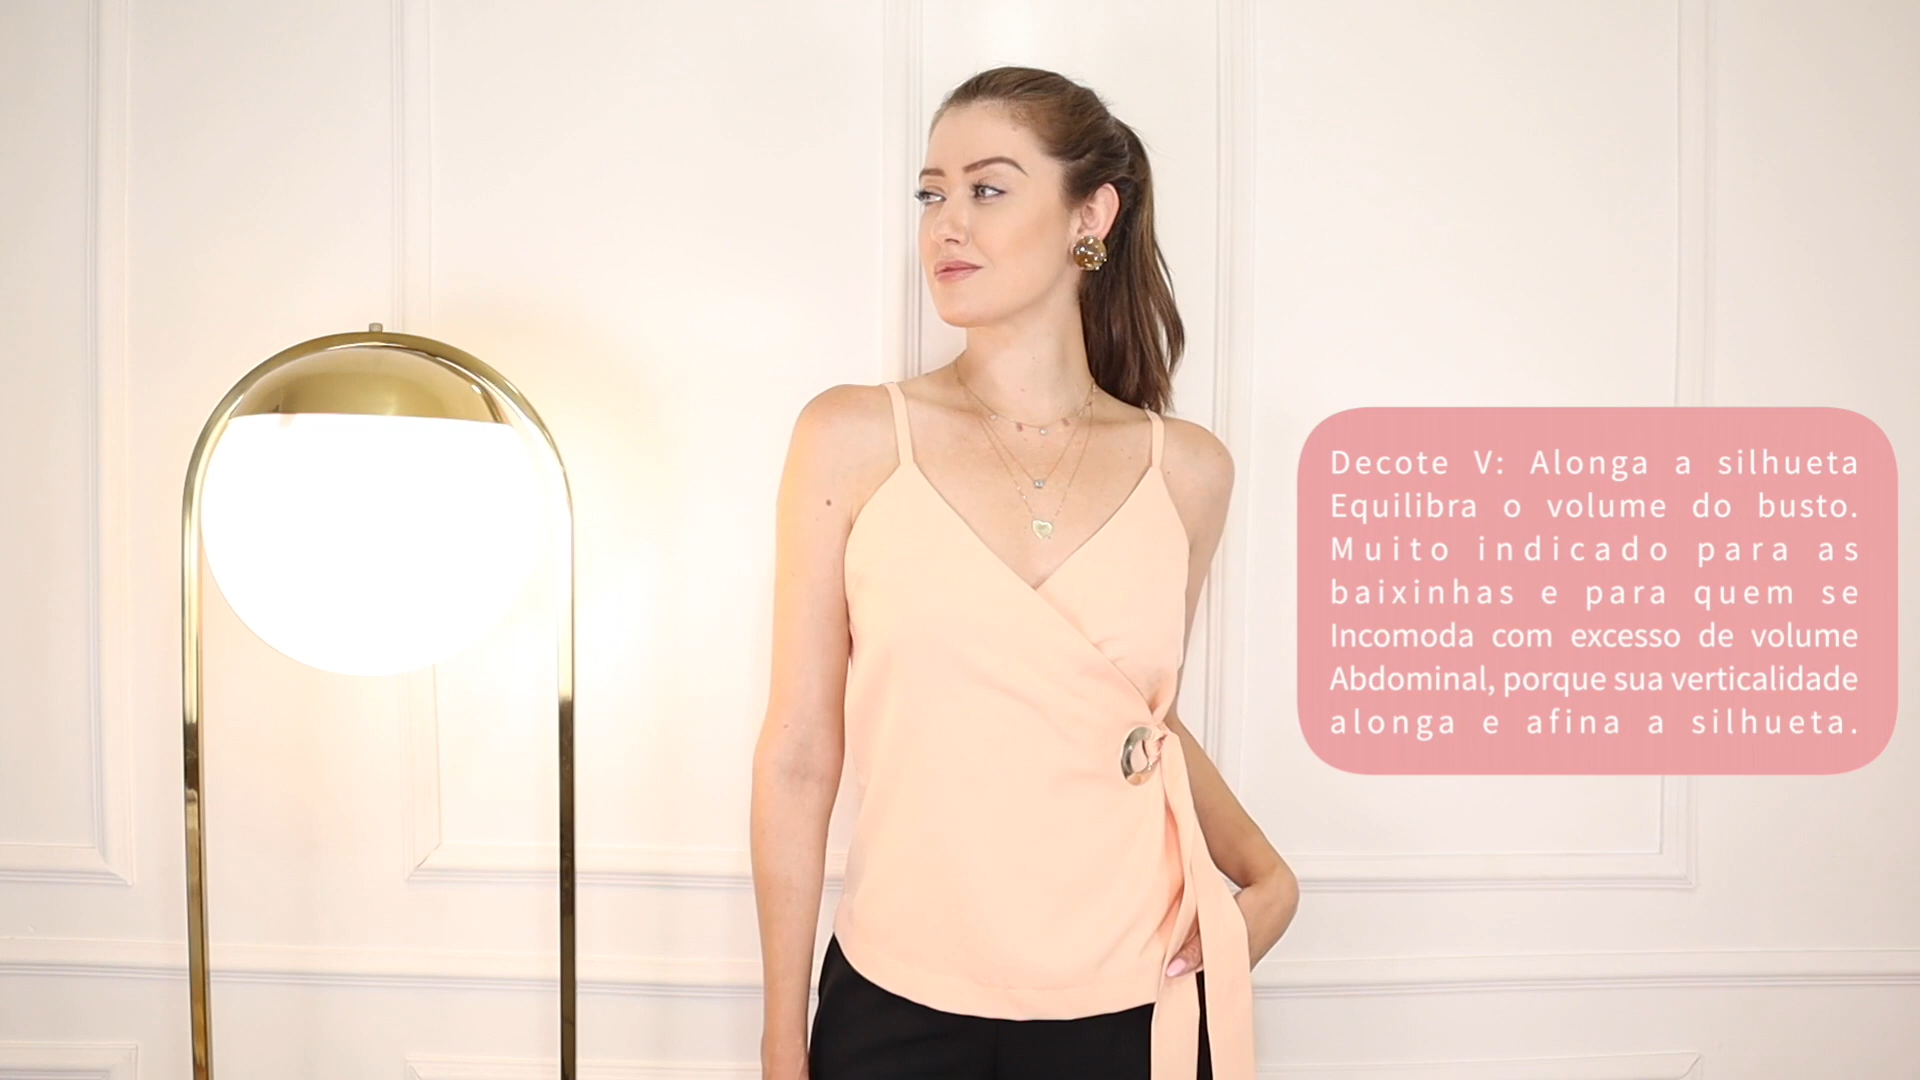 Decote V: Alonga a silhueta
Equilibra o volume do busto.
Muito indicado para as
baixinhas e para quem se
Incomoda com excesso de volume
Abdominal, porque sua verticalidade
alonga e afina a silhueta.